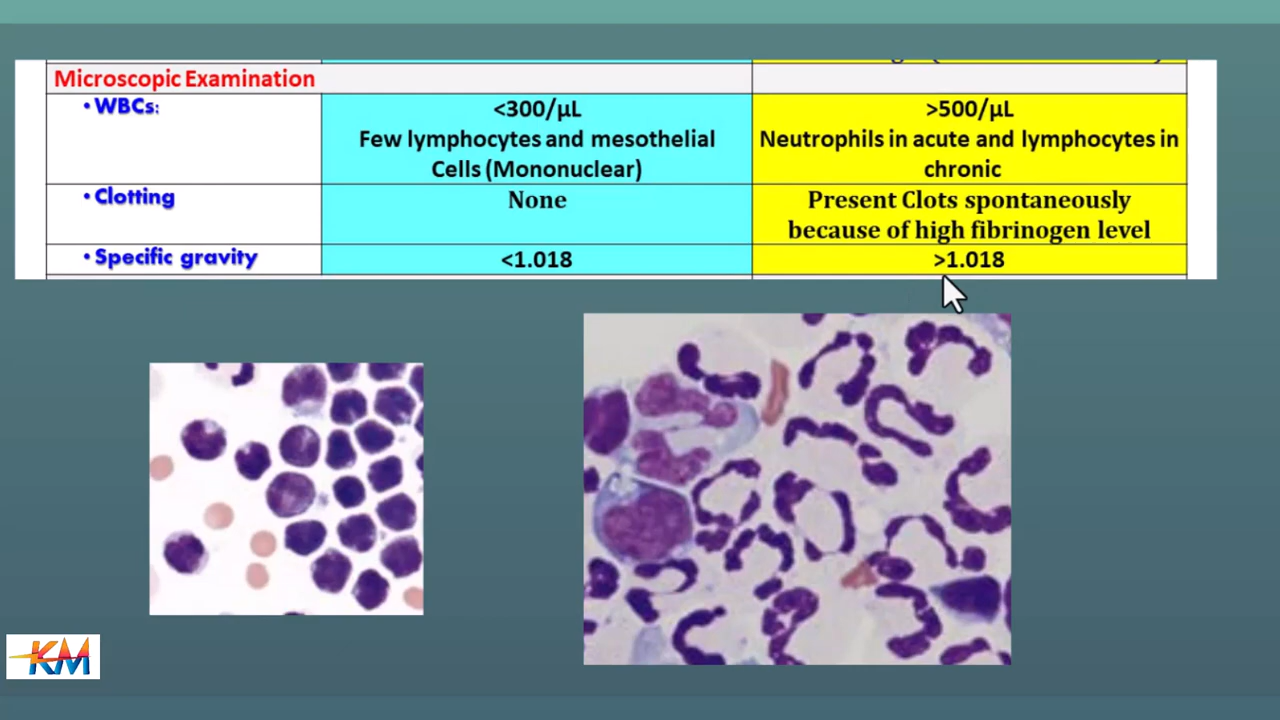 Microscopic Examination
• WBCs:
<300/µL
Few lymphocytes and mesothelial
Cells (Mononuclear)
>500/µL
Neutrophils in acute and lymphocytes in
chronic
• Clotting
None
Present Clots spontaneously
because of high fibrinogen level
• Specific gravity
<1.018
>1.018
KM